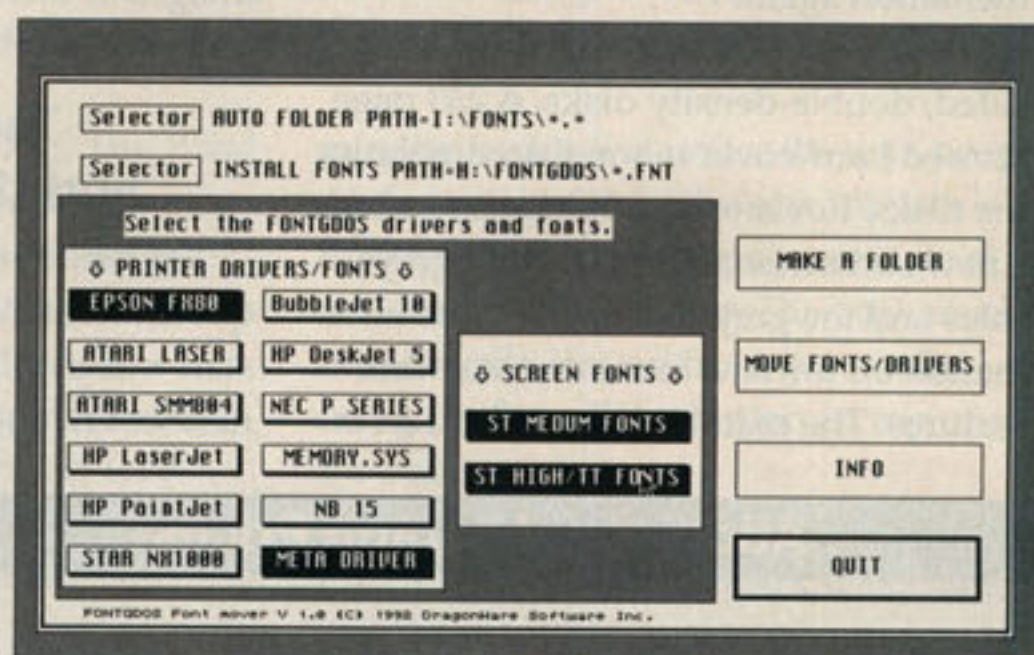 Selector AUTO FOLDER PATH=I:\FONTS\*.*
Selector INSTALL FONTS PATH=H:\FONTGDOS\*.FNT
Select the FONTGDOS drivers and fonts.
PRINTER DRIVERS/FONTS
EPSON FX80 BubbleJet 10
ATARI LASER HP DeskJet 5
ATARI SMM804 NEC P SERIES
HP LaserJet MEMORY.SYS
HP PaintJet NB 15
STAR NX1000 META DRIVER
SCREEN FONTS
ST MEDUM FONTS
ST HIGH/TT FONTS
MAKE A FOLDER
MOVE FONTS/DRIVERS
INFO
QUIT
FONTGDOS Font mover V 1.0 (C) 1992 DragonWare Software Inc.